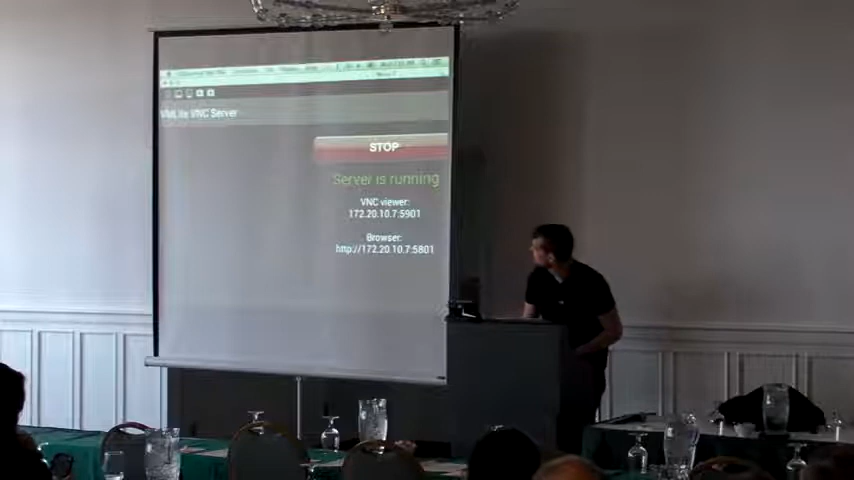 VMLite VNC Server
STOP
Server is running
VNC viewer:
172.20.10.7:5901
Browser:
http://172.20.10.7:5801